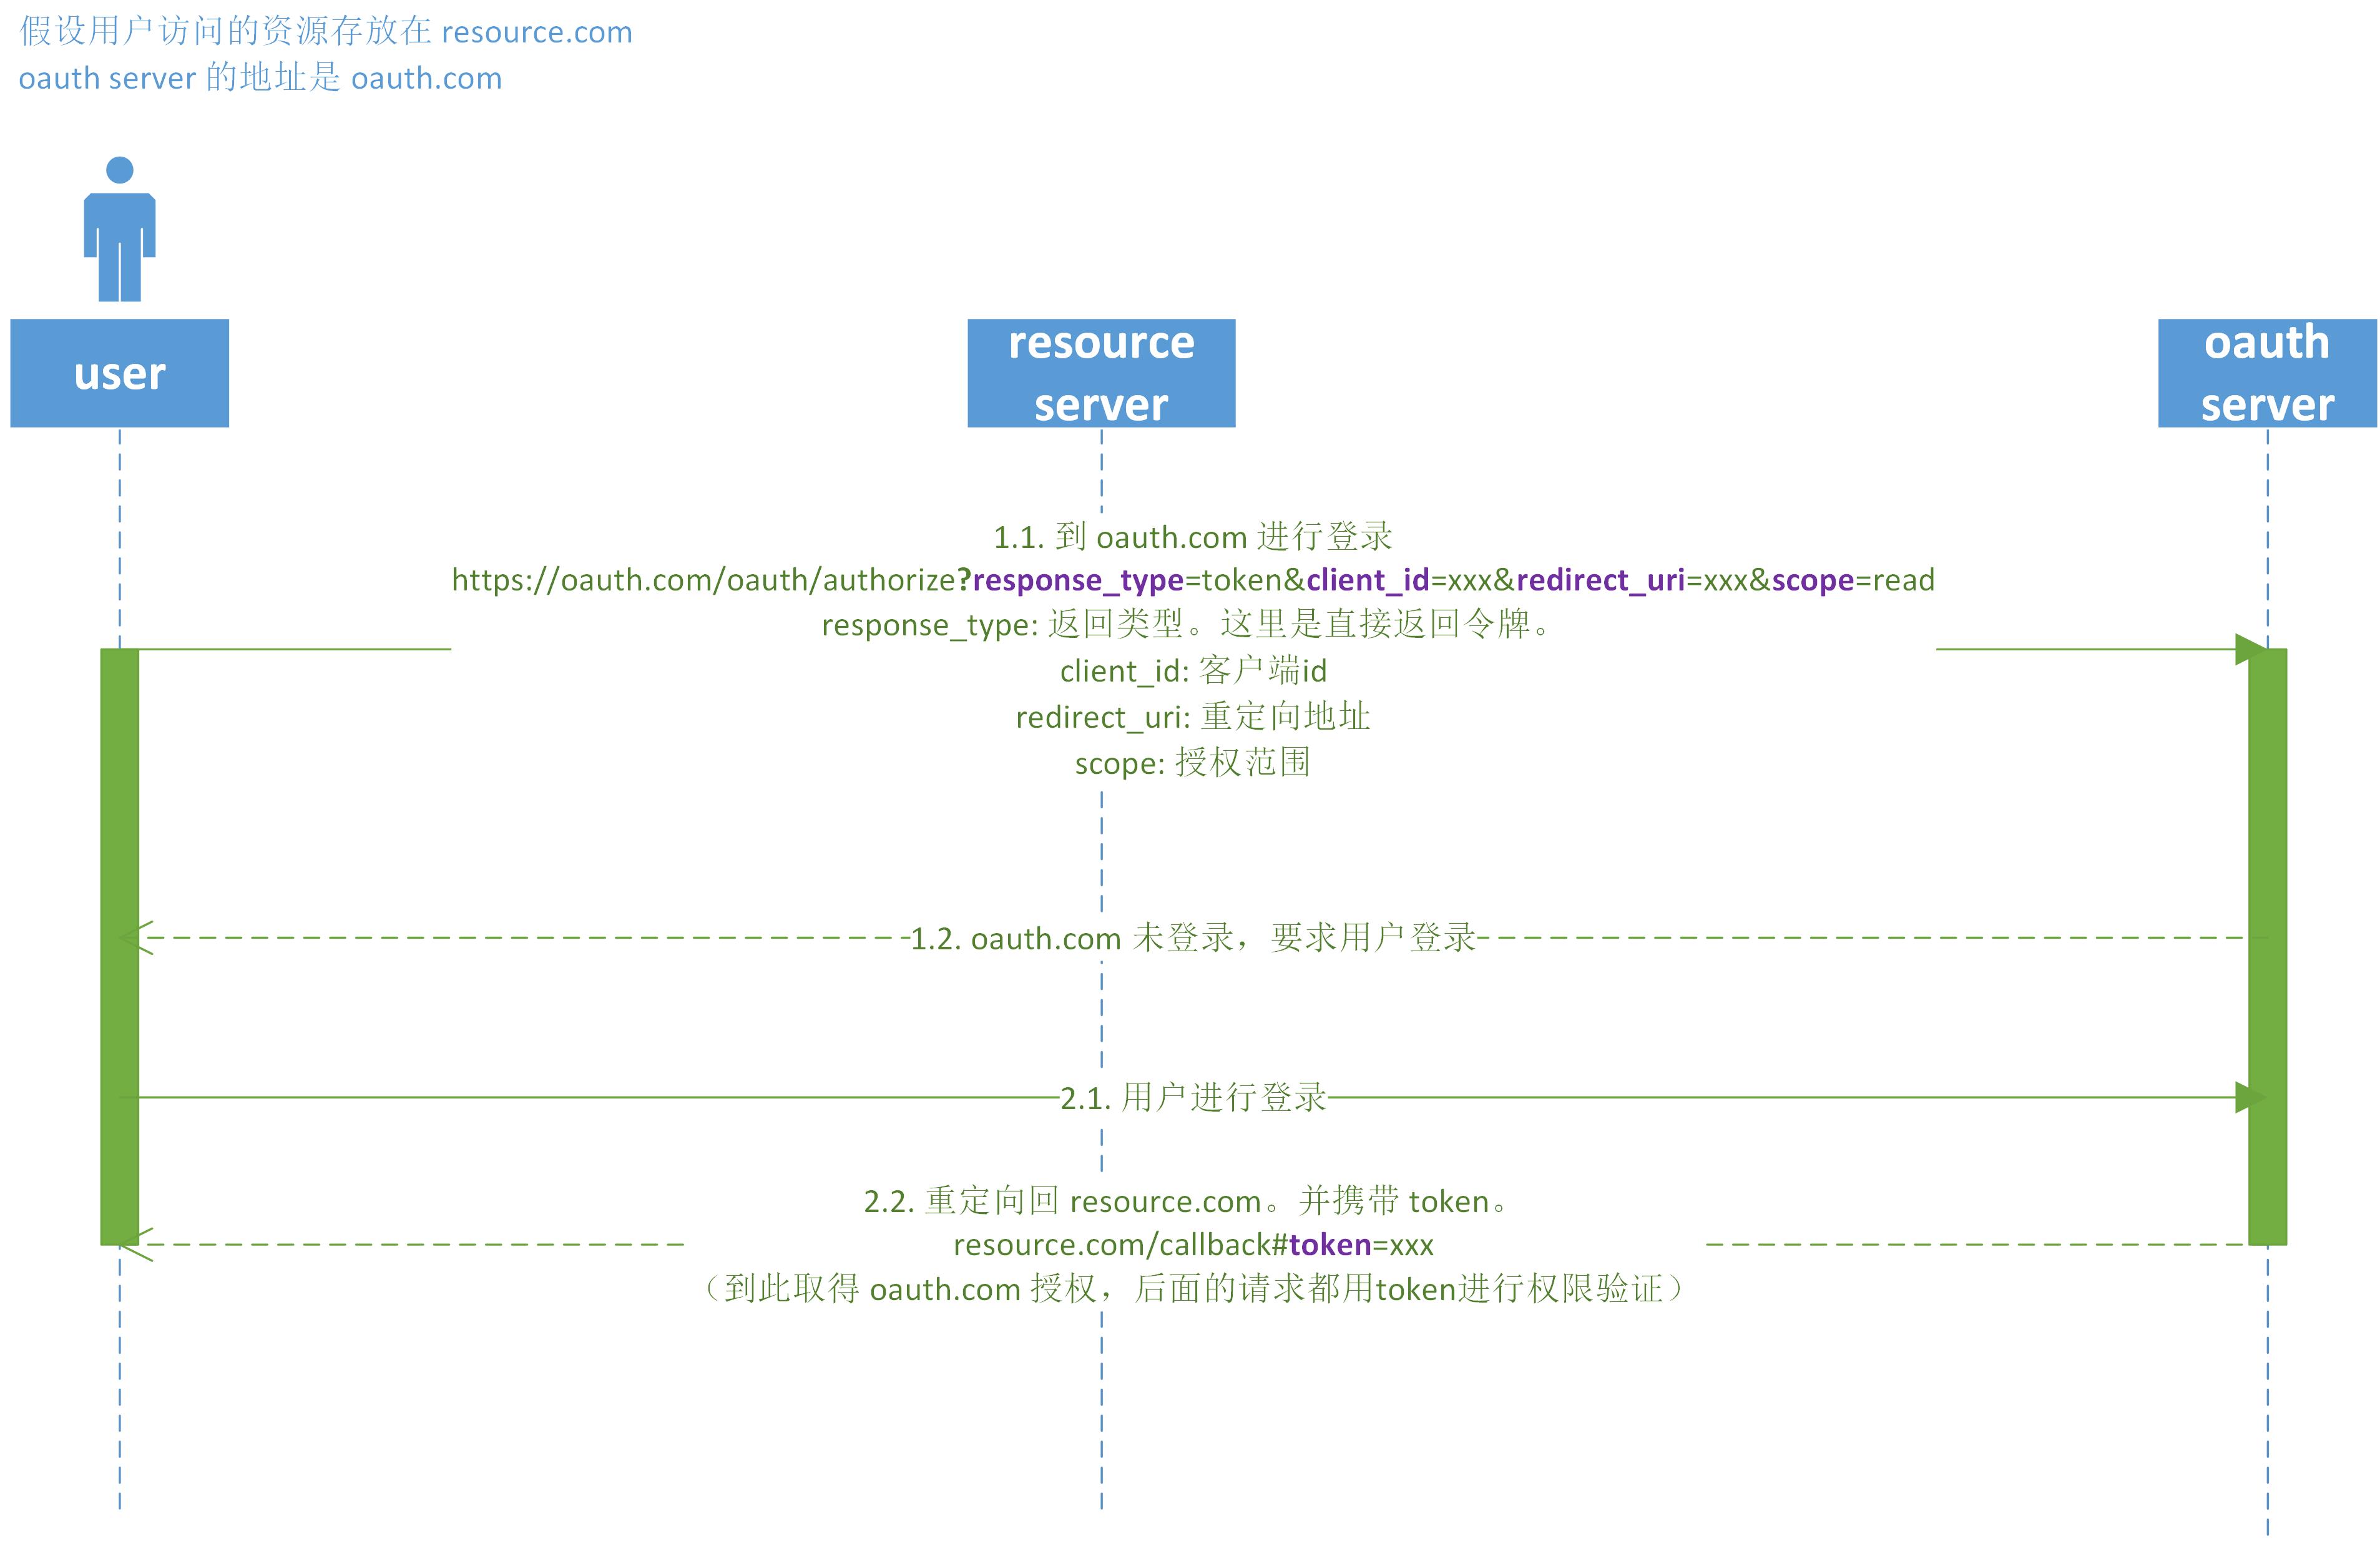 假设用户访问的资源存放在 resource.com
oauth server 的地址是 oauth.com
user
resource
server
oauth
server
1.1. 到 oauth.com 进行登录
https://oauth.com/oauth/authorize?response_type=token&client_id=xxx&redirect_uri=xxx&scope=read
response_type: 返回类型。这里是直接返回令牌。
client_id: 客户端id
redirect_uri: 重定向地址
scope: 授权范围
1.2. oauth.com 未登录，要求用户登录
2.1. 用户进行登录
2.2. 重定向回 resource.com。并携带 token。
resource.com/callback#token=xxx
（到此取得 oauth.com 授权，后面的请求都用token进行权限验证）